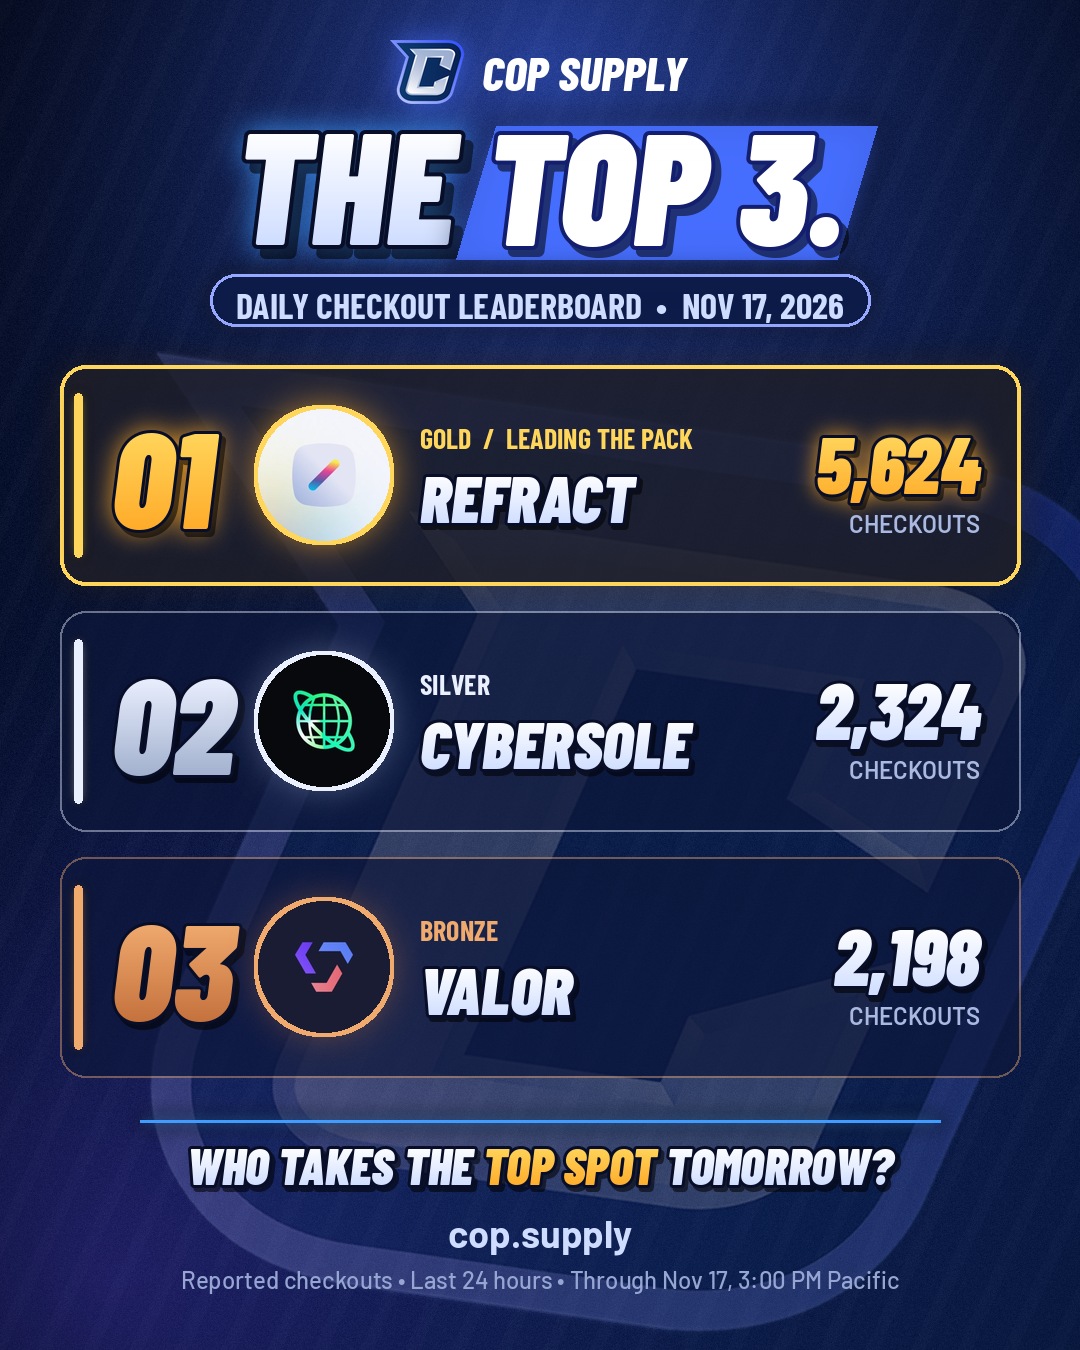 COP SUPPLY
THE TOP 3.
DAILY CHECKOUT LEADERBOARD • NOV 17, 2026
01
GOLD / LEADING THE PACK
REFRACT
5,624
CHECKOUTS
02
SILVER
CYBERSOLE
2,324
CHECKOUTS
03
BRONZE
VALOR
2,198
CHECKOUTS
WHO TAKES THE TOP SPOT TOMORROW?
cop.supply
Reported checkouts • Last 24 hours • Through Nov 17, 3:00 PM Pacific